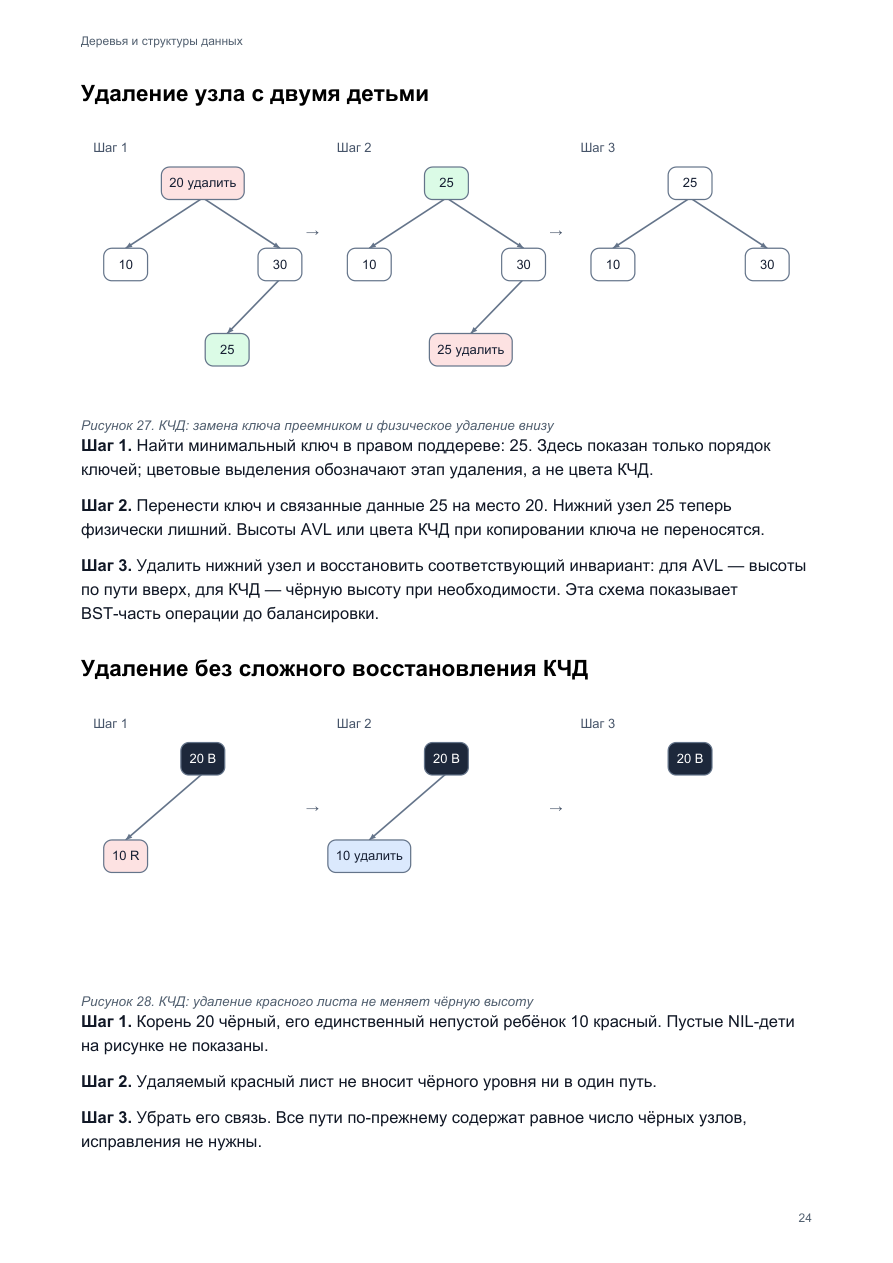 Деревья и структуры данных
Удаление узла с двумя детьми
Шаг 1
Шаг 2
Шаг 3
20 удалить
25
25
→
→
10
30
10
30
10
30
25
25 удалить
Рисунок 27. КЧД: замена ключа преемником и физическое удаление внизу
Шаг 1. Найти минимальный ключ в правом поддереве: 25. Здесь показан только порядок
ключей; цветовые выделения обозначают этап удаления, а не цвета КЧД.
Шаг 2. Перенести ключ и связанные данные 25 на место 20. Нижний узел 25 теперь
физически лишний. Высоты AVL или цвета КЧД при копировании ключа не переносятся.
Шаг 3. Удалить нижний узел и восстановить соответствующий инвариант: для AVL — высоты
по пути вверх, для КЧД — чёрную высоту при необходимости. Эта схема показывает
BST-часть операции до балансировки.
Удаление без сложного восстановления КЧД
Шаг 1
Шаг 2
Шаг 3
20 B
20 B
20 B
→
→
10 R
10 удалить
Рисунок 28. КЧД: удаление красного листа не меняет чёрную высоту
Шаг 1. Корень 20 чёрный, его единственный непустой ребёнок 10 красный. Пустые NIL-дети
на рисунке не показаны.
Шаг 2. Удаляемый красный лист не вносит чёрного уровня ни в один путь.
Шаг 3. Убрать его связь. Все пути по-прежнему содержат равное число чёрных узлов,
исправления не нужны.
24